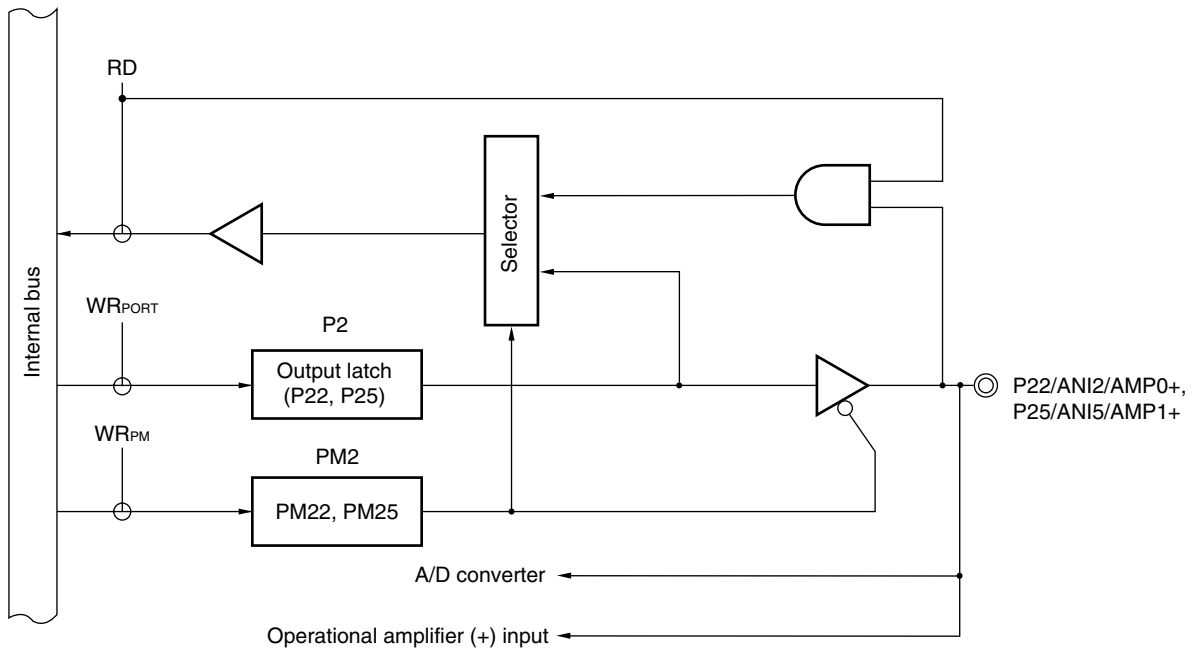 RD
Selector
Internal bus
WRPORT
P2
Output latch
(P22, P25)
P22/ANI2/AMP0+,
P25/ANI5/AMP1+
WRPM
PM2
PM22, PM25
A/D converter
Operational amplifier (+) input